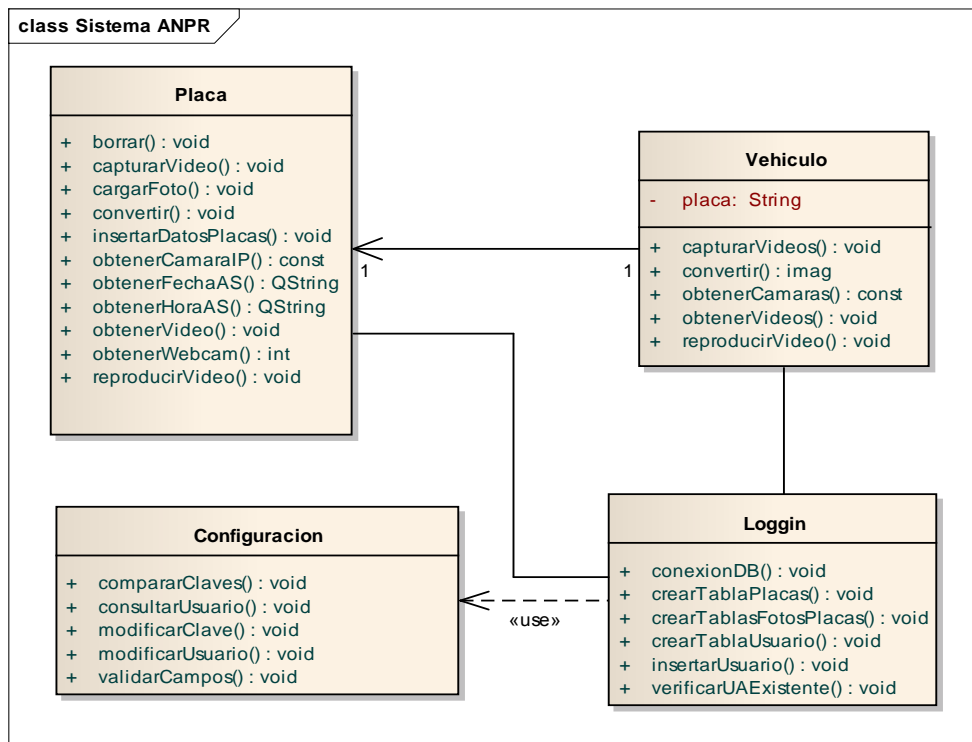 class Sistema ANPR
Placa
+ borrar() : void
+ capturarVideo() : void
+ cargarFoto() : void
+ convertir() : void
+ insertarDatosPlacas() : void
+ obtenerCamaraIP() : const
+ obtenerFechaAS() : QString
+ obtenerHoraAS() : QString
+ obtenerVideo() : void
+ obtenerWebcam() : int
+ reproducirVideo() : void
Vehiculo
- placa: String
+ capturarVideos() : void
+ convertir() : imag
+ obtenerCamaras() : const
+ obtenerVideos() : void
+ reproducirVideo() : void
1
1
Configuracion
+ compararClaves() : void
+ consultarUsuario() : void
+ modificarClave() : void
+ modificarUsuario() : void
+ validarCampos() : void
«use»
Loggin
+ conexionDB() : void
+ crearTablaPlacas() : void
+ crearTablasFotosPlacas() : void
+ crearTablaUsuario() : void
+ insertarUsuario() : void
+ verificarUAExistente() : void